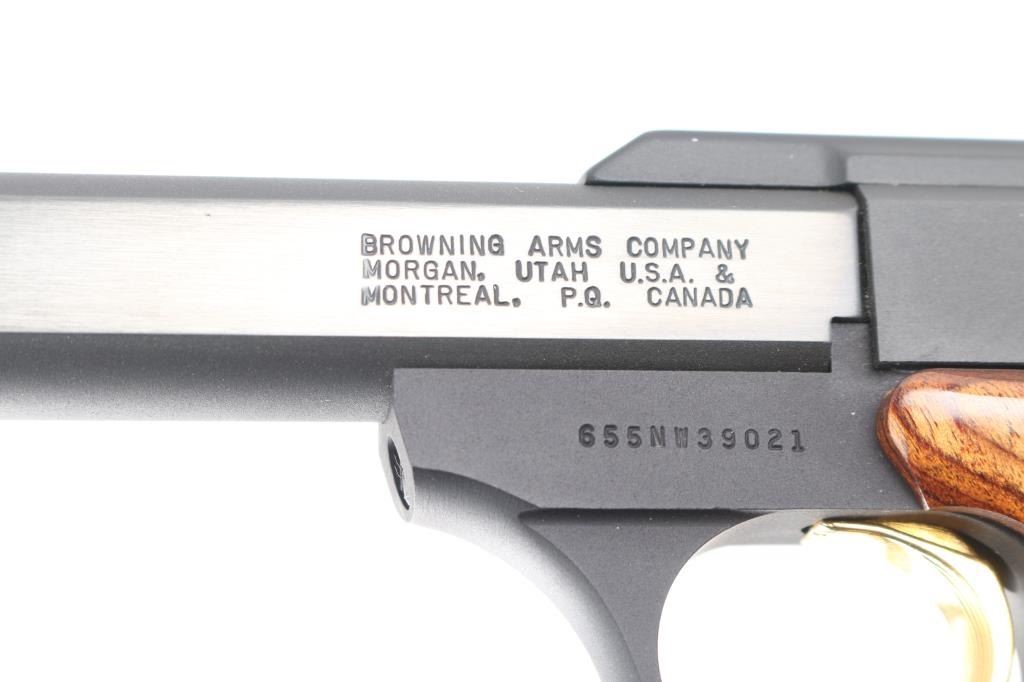 BROWNING ARMS COMPANY
MORGAN, UTAH U.S.A. &
MONTREAL, P.Q. CANADA
655NW39021